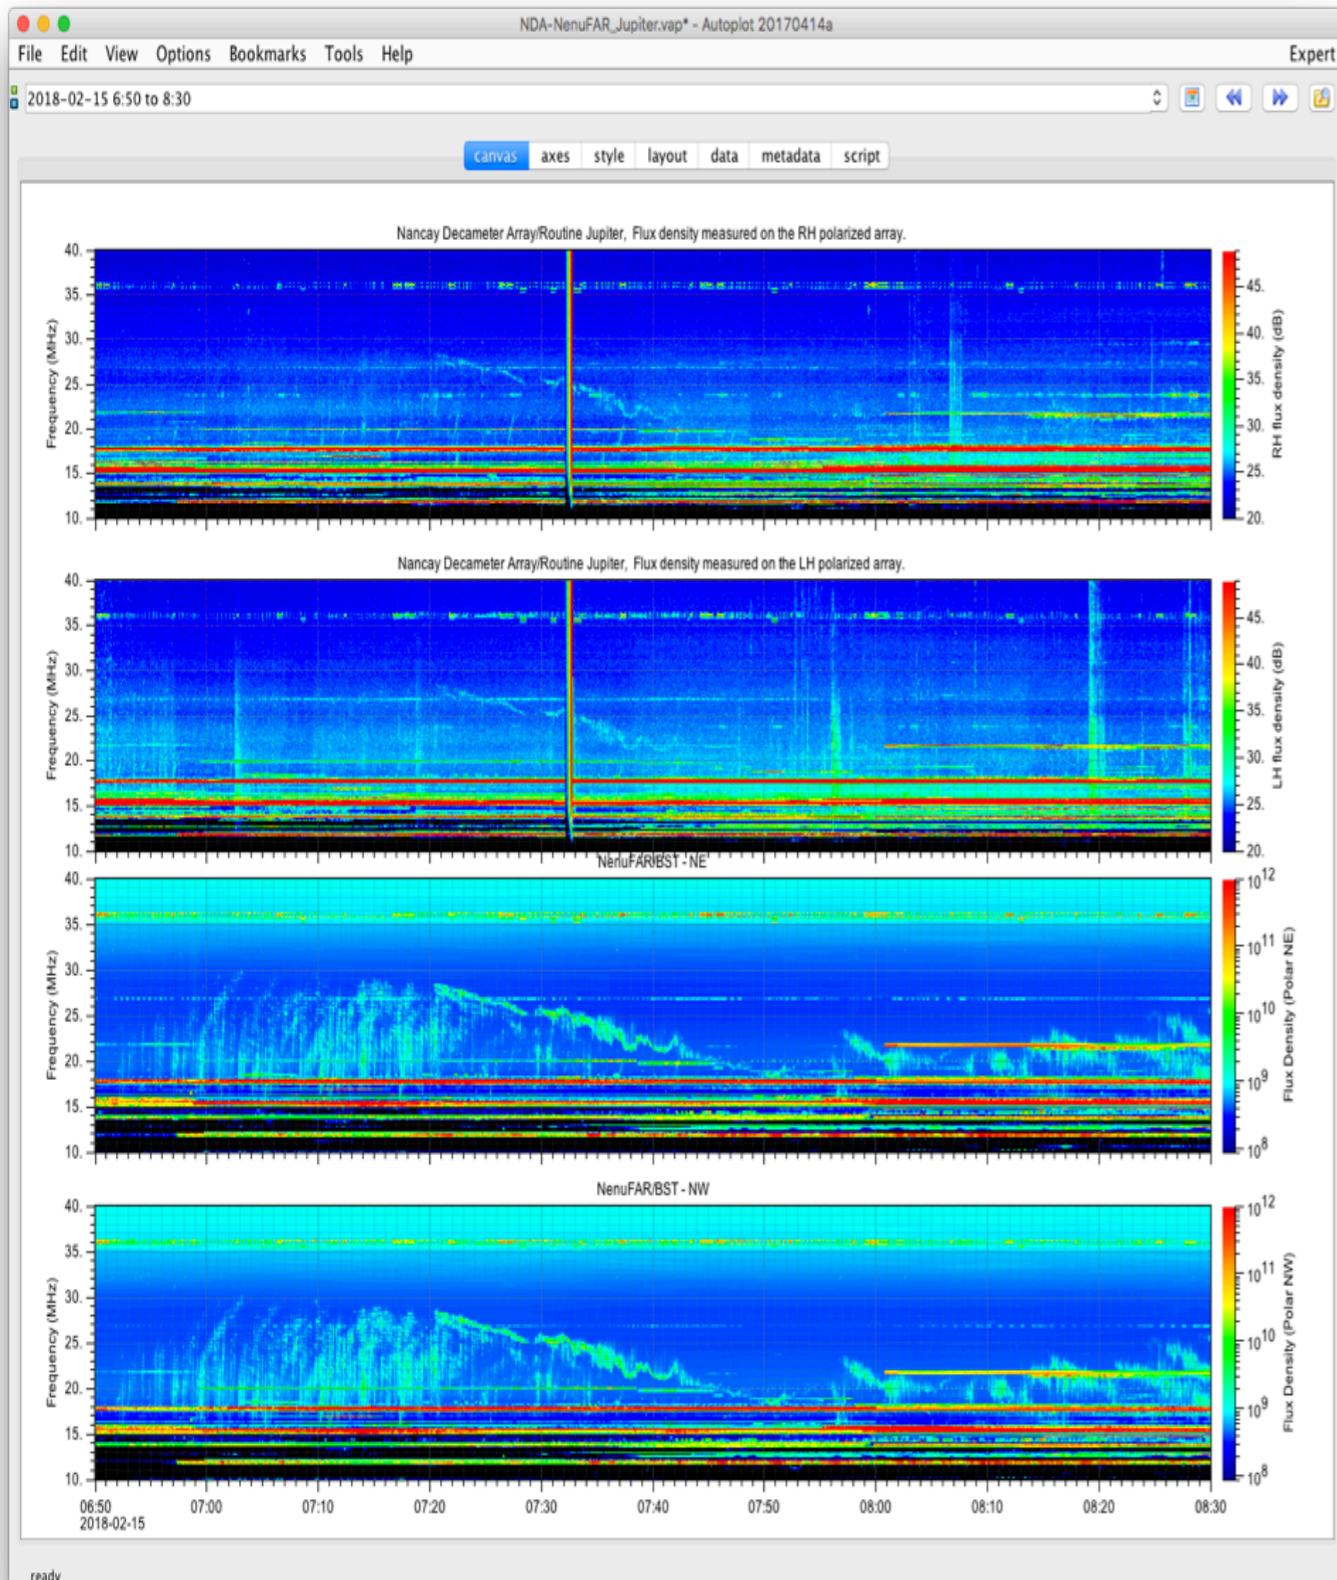 NDA-NenuFAR_Jupiter.vap* - Autoplot 20170414a
File Edit View Options Bookmarks Tools Help Expert
2018-02-15 6:50 to 8:30
canvas axes style layout data metadata script
Nancay Decameter Array/Routine Jupiter, Flux density measured on the RH polarized array.
Frequency (MHz)
40.
35.
30.
25.
20.
15.
10.
45.
40.
35.
30.
25.
20.
RH flux density (dB)
Nancay Decameter Array/Routine Jupiter, Flux density measured on the LH polarized array.
Frequency (MHz)
40.
35.
30.
25.
20.
15.
10.
45.
40.
35.
30.
25.
20.
LH flux density (dB)
NenuFAR/BST - NE
Frequency (MHz)
40.
35.
30.
25.
20.
15.
10.
10^12
10^11
10^10
10^9
10^8
Flux Density (Polar NE)
NenuFAR/BST - NW
Frequency (MHz)
40.
35.
30.
25.
20.
15.
10.
10^12
10^11
10^10
10^9
10^8
Flux Density (Polar NW)
06:50 07:00 07:10 07:20 07:30 07:40 07:50 08:00 08:10 08:20 08:30
2018-02-15
ready